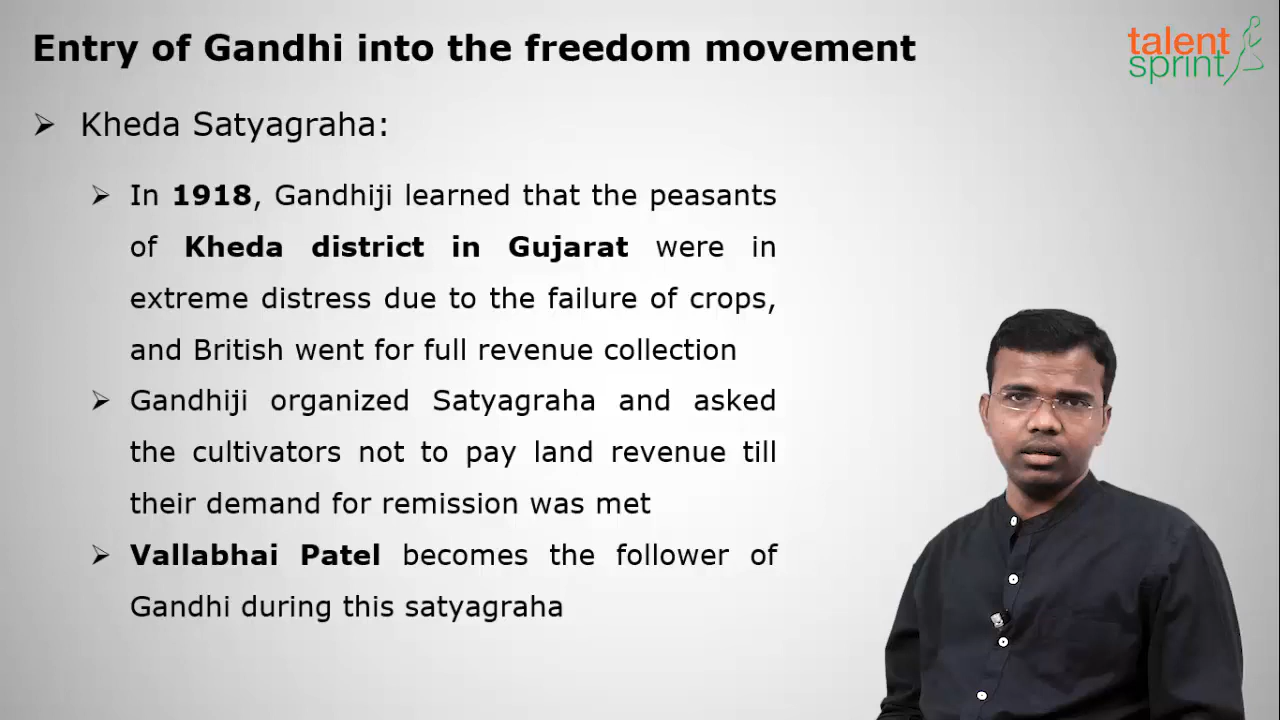 Entry of Gandhi into the freedom movement
talent
sprint
Kheda Satyagraha:
In 1918, Gandhiji learned that the peasants
of Kheda district in Gujarat were in
extreme distress due to the failure of crops,
and British went for full revenue collection
Gandhiji organized Satyagraha and asked
the cultivators not to pay land revenue till
their demand for remission was met
Vallabhai Patel becomes the follower of
Gandhi during this satyagraha